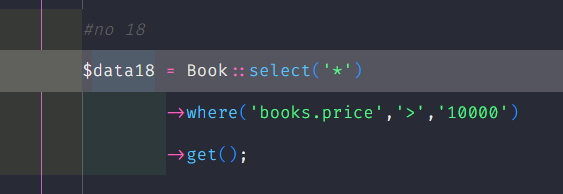 #no 18
$data18 = Book::select('*')
->where('books.price','>','10000')
->get();